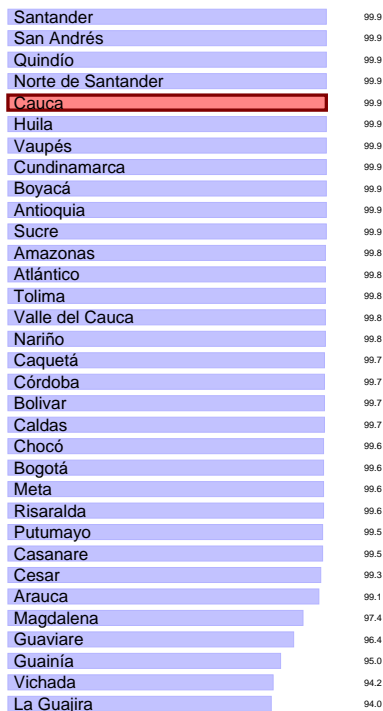 Santander 99.9
San Andrés 99.9
Quindío 99.9
Norte de Santander 99.9
Cauca 99.9
Huila 99.9
Vaupés 99.9
Cundinamarca 99.9
Boyacá 99.9
Antioquia 99.9
Sucre 99.9
Amazonas 99.8
Atlántico 99.8
Tolima 99.8
Valle del Cauca 99.8
Nariño 99.8
Caquetá 99.7
Córdoba 99.7
Bolivar 99.7
Caldas 99.7
Chocó 99.6
Bogotá 99.6
Meta 99.6
Risaralda 99.6
Putumayo 99.5
Casanare 99.5
Cesar 99.3
Arauca 99.1
Magdalena 97.4
Guaviare 96.4
Guainía 95.0
Vichada 94.2
La Guajira 94.0